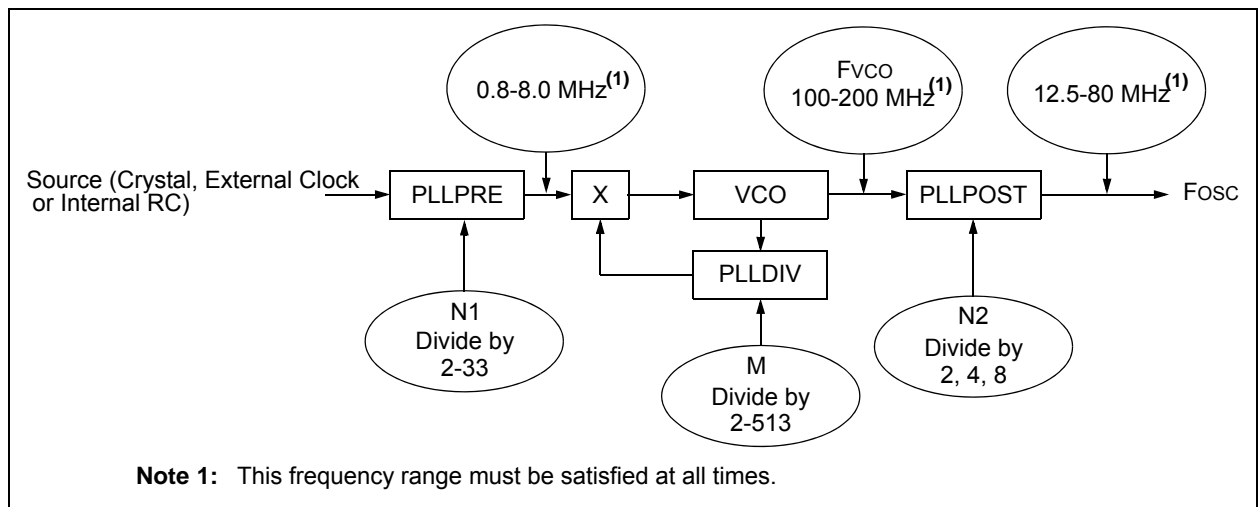 0.8-8.0 MHz(1)
FVCO
100-200 MHz(1)
12.5-80 MHz(1)
Source (Crystal, External Clock
or Internal RC)
PLLPRE
X
VCO
PLLPOST
FOSC
PLLDIV
N1
Divide by
2-33
M
Divide by
2-513
N2
Divide by
2, 4, 8
Note 1: This frequency range must be satisfied at all times.